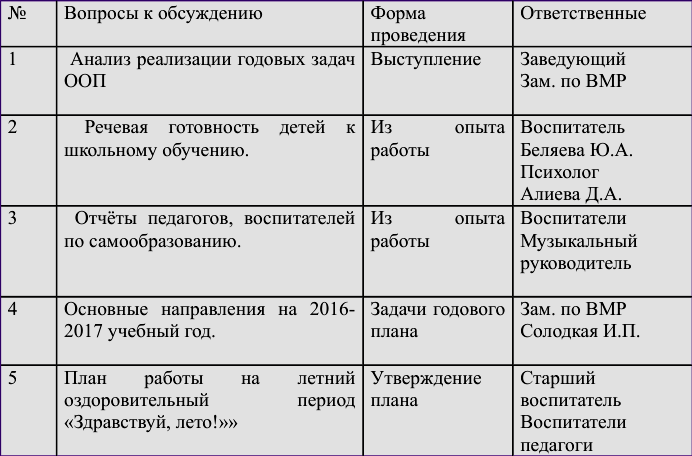 № Вопросы к обсуждению Форма проведения Ответственные
1 Анализ реализации годовых задач ООП Выступление Заведующий Зам. по ВМР
2 Речевая готовность детей к школьному обучению. Из опыта работы Воспитатель Беляева Ю.А. Психолог Алиева Д.А.
3 Отчёты педагогов, воспитателей по самообразованию. Из опыта работы Воспитатели Музыкальный руководитель
4 Основные направления на 2016-2017 учебный год. Задачи годового плана Зам. по ВМР Солодкая И.П.
5 План работы на летний оздоровительный период «Здравствуй, лето!»» Утверждение плана Старший воспитатель Воспитатели педагоги